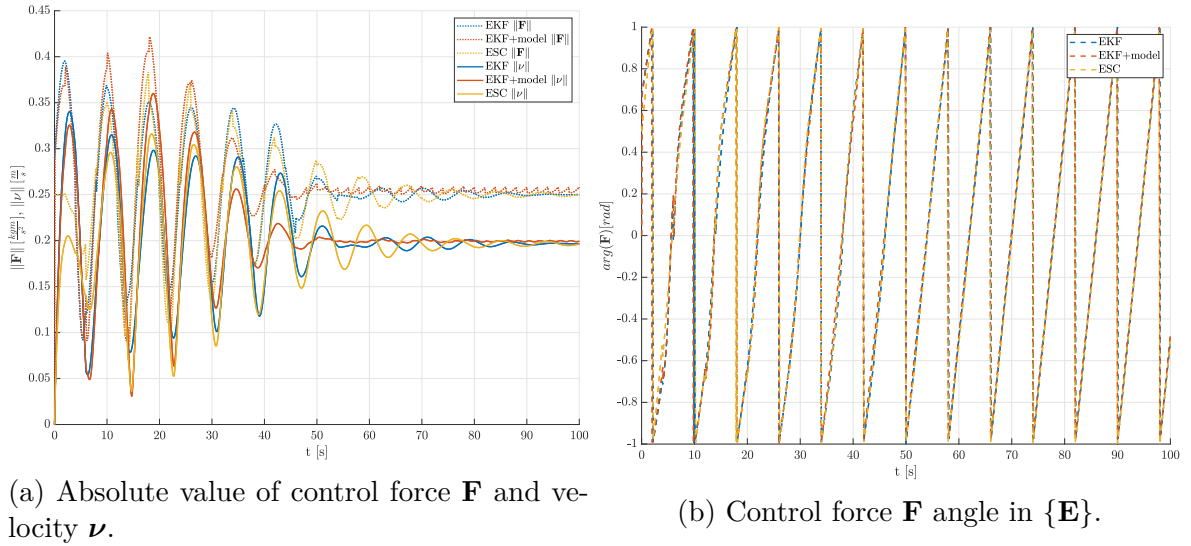 0.45
0.4
0.35
0.3
0.25
0.2
0.15
0.1
0.05
0
‖F‖ [kgm/s²], ‖ν‖ [m/s]
EKF ‖F‖
EKF+model ‖F‖
ESC ‖F‖
EKF ‖ν‖
EKF+model ‖ν‖
ESC ‖ν‖
0 10 20 30 40 50 60 70 80 90 100
t [s]
(a) Absolute value of control force F and ve-
locity ν.
1
0.8
0.6
0.4
0.2
0
-0.2
-0.4
-0.6
-0.8
-1
arg(F)[rad]
EKF
EKF+model
ESC
0 10 20 30 40 50 60 70 80 90 100
t [s]
(b) Control force F angle in {E}.